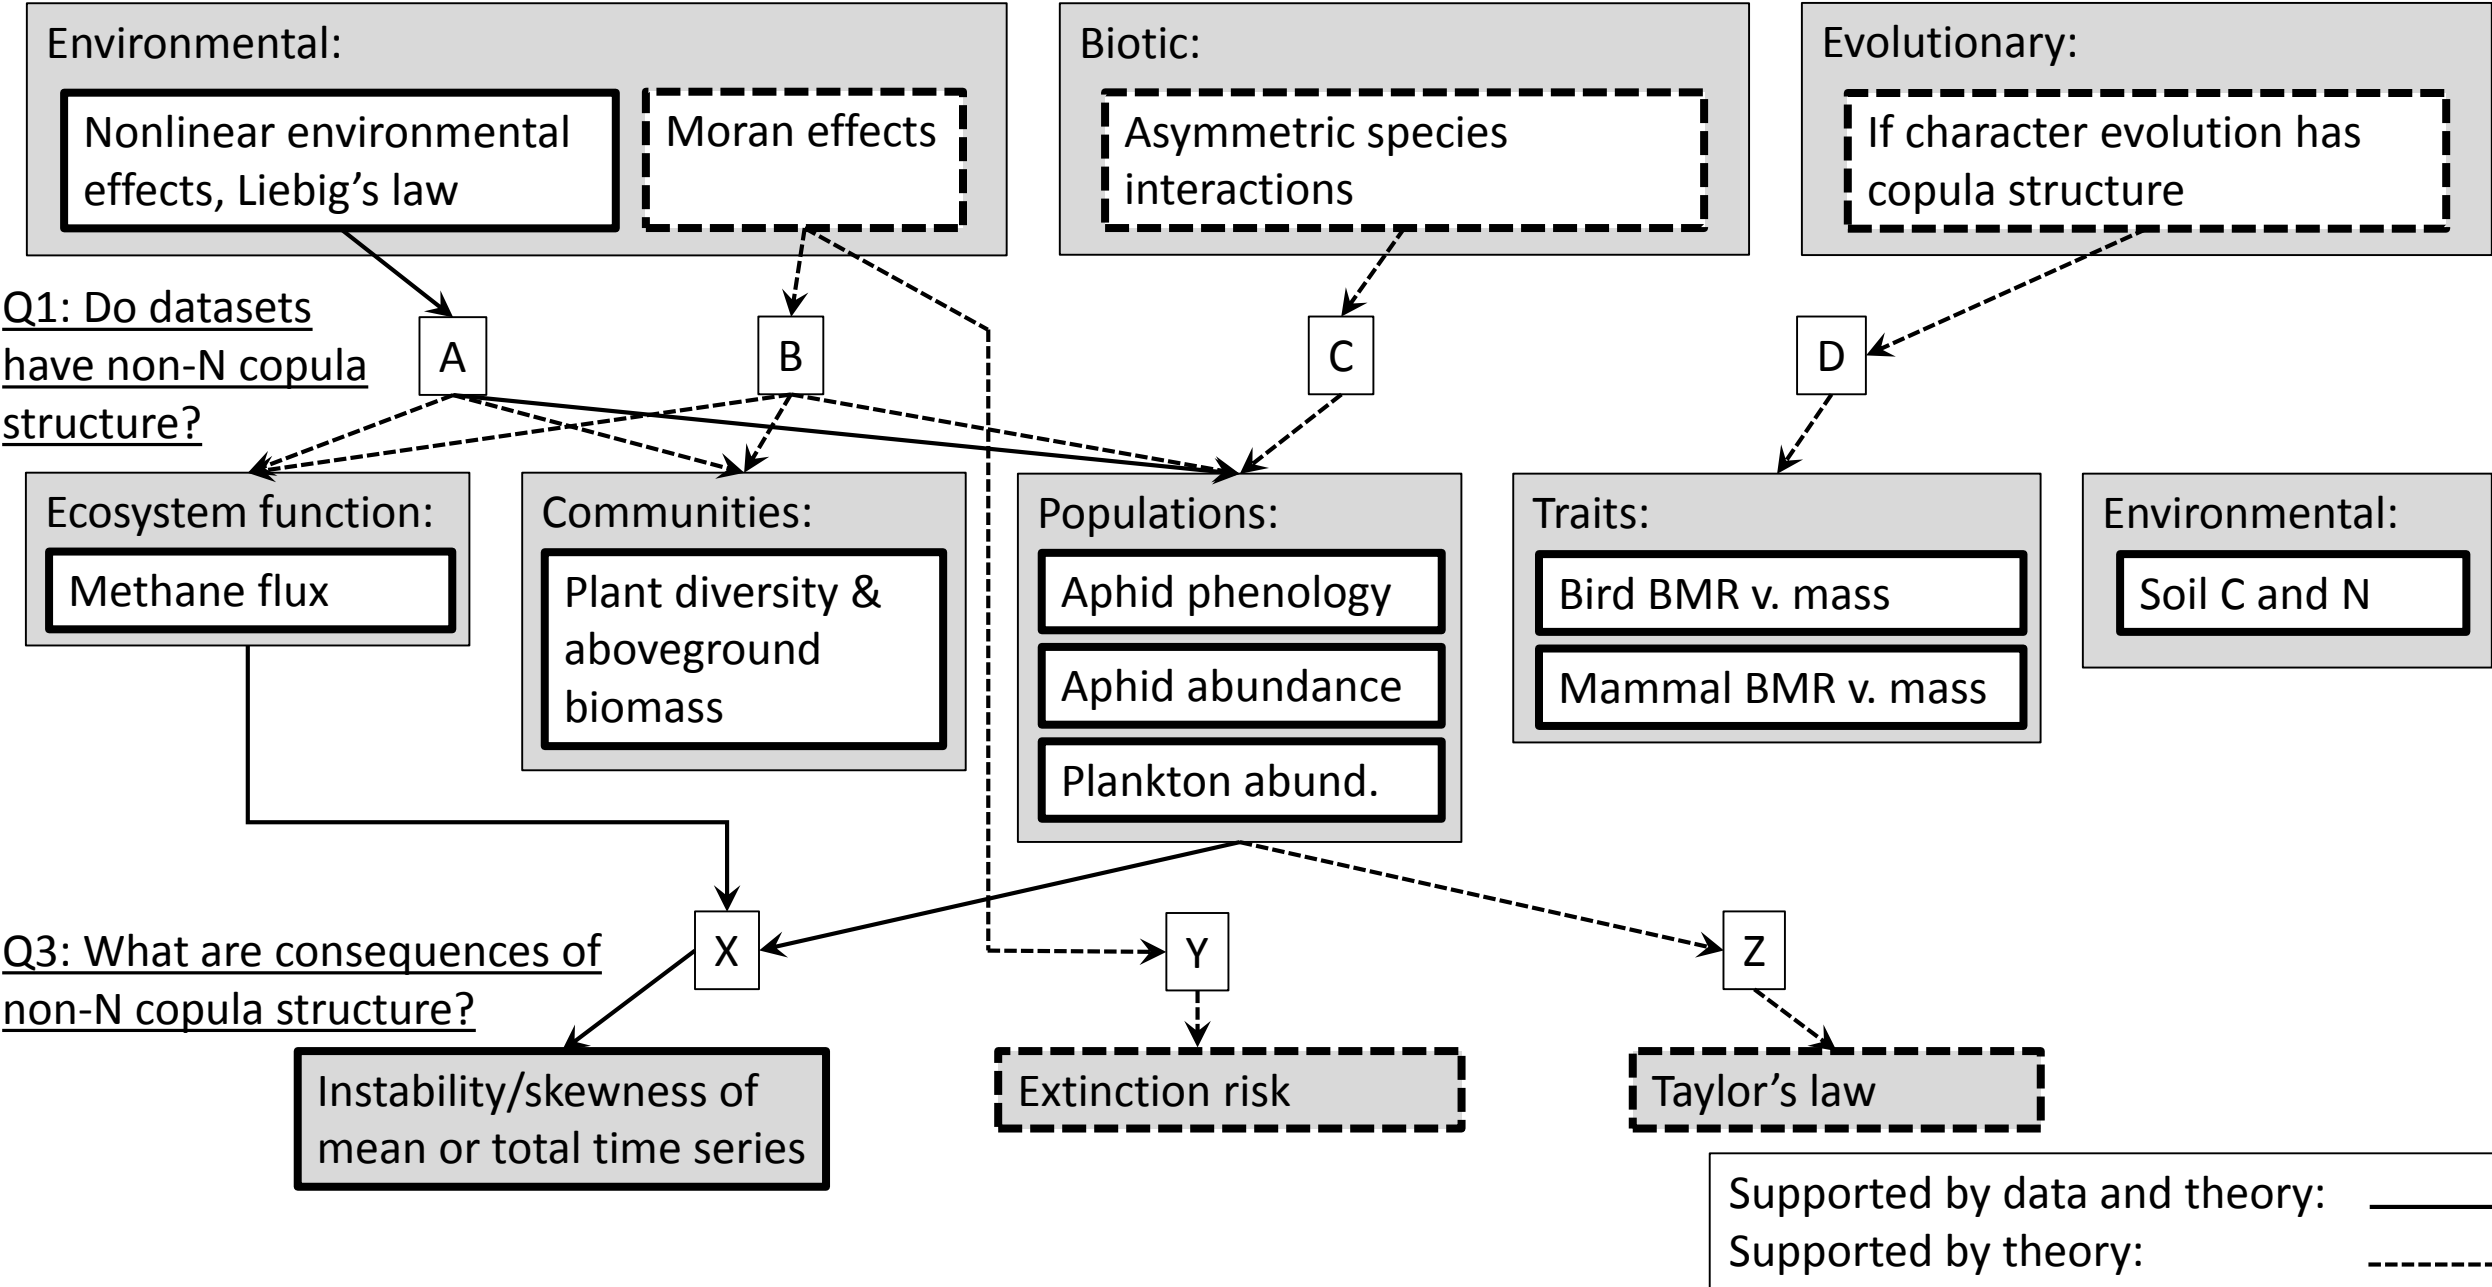 Environmental:
Nonlinear environmental
effects, Liebig’s law
Moran effects
Biotic:
Asymmetric species
interactions
Evolutionary:
If character evolution has
copula structure
Q1: Do datasets
have non-N copula
structure?
A
B
C
D
Ecosystem function:
Methane flux
Communities:
Plant diversity &
aboveground
biomass
Populations:
Aphid phenology
Aphid abundance
Plankton abund.
Traits:
Bird BMR v. mass
Mammal BMR v. mass
Environmental:
Soil C and N
Q3: What are consequences of
non-N copula structure?
X
Y
Z
Instability/skewness of
mean or total time series
Extinction risk
Taylor’s law
Supported by data and theory:
Supported by theory: